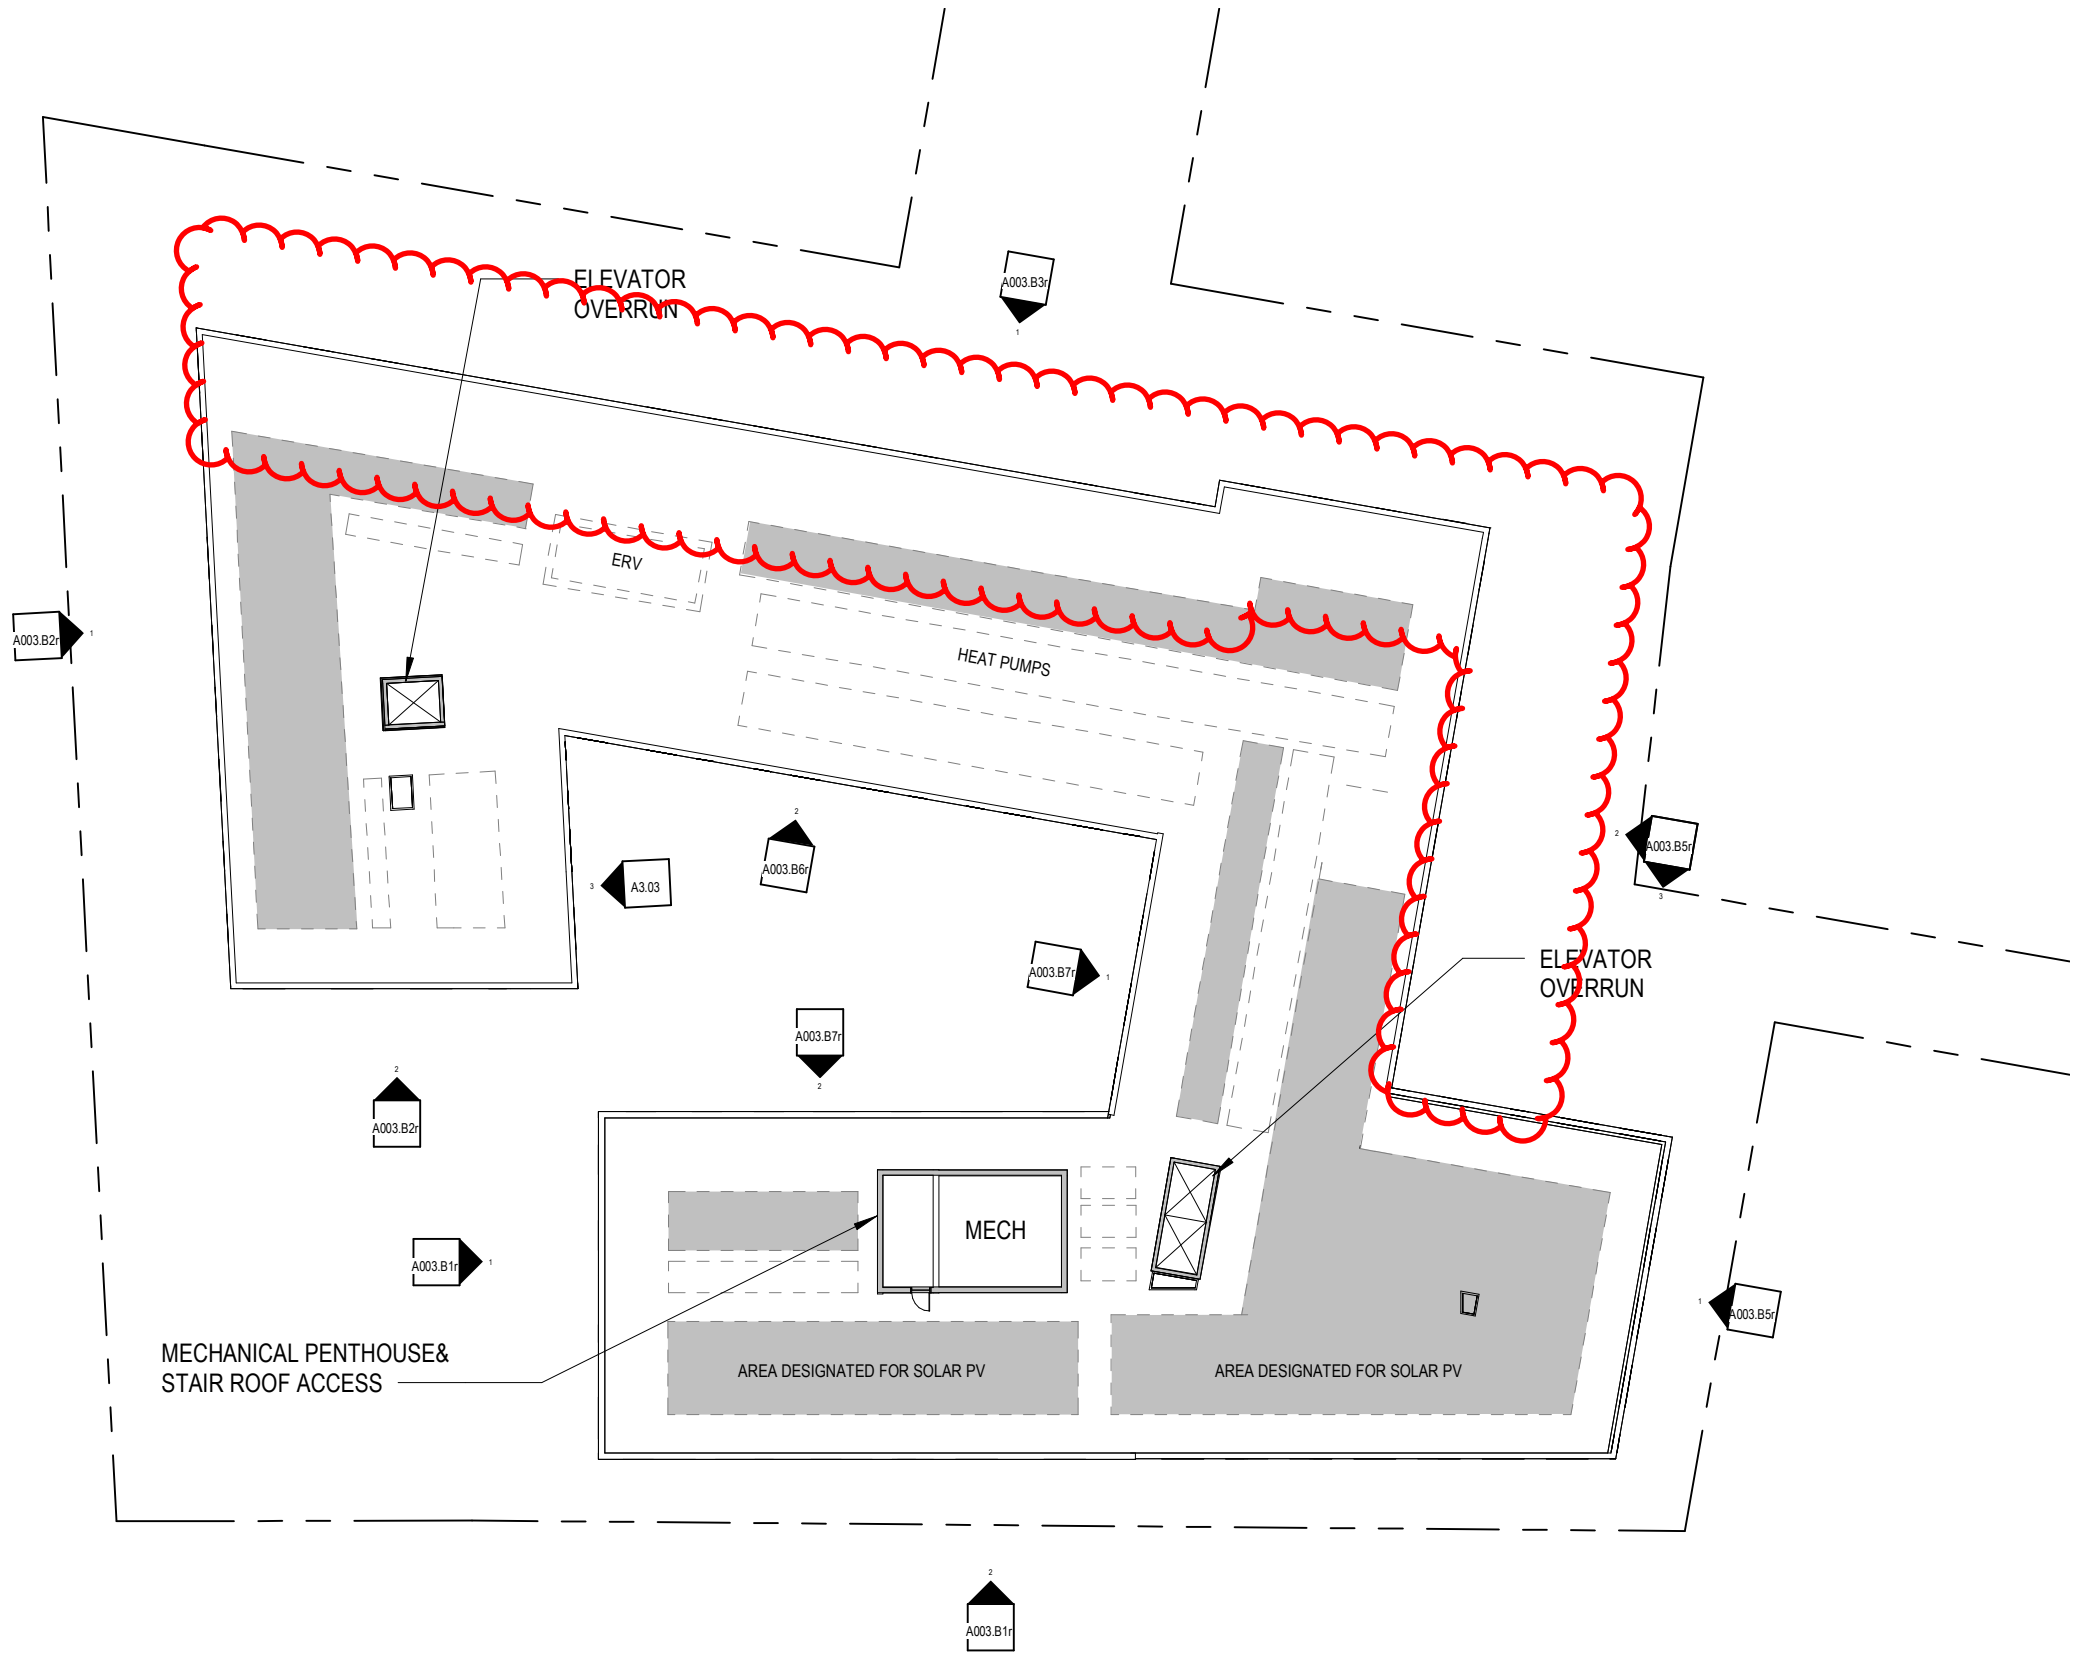 ELEVATOR
OVERRUN
A003.B3r
1
ERV
A003.B2r
1
HEAT PUMPS
2
A003.B6r
3
A3.03
2
A003.B5r
3
A003.B7r
1
ELEVATOR
OVERRUN
A003.B7r
2
2
A003.B2r
MECH
A003.B1r
1
1
A003.B5r
MECHANICAL PENTHOUSE&
STAIR ROOF ACCESS
AREA DESIGNATED FOR SOLAR PV
AREA DESIGNATED FOR SOLAR PV
2
A003.B1r